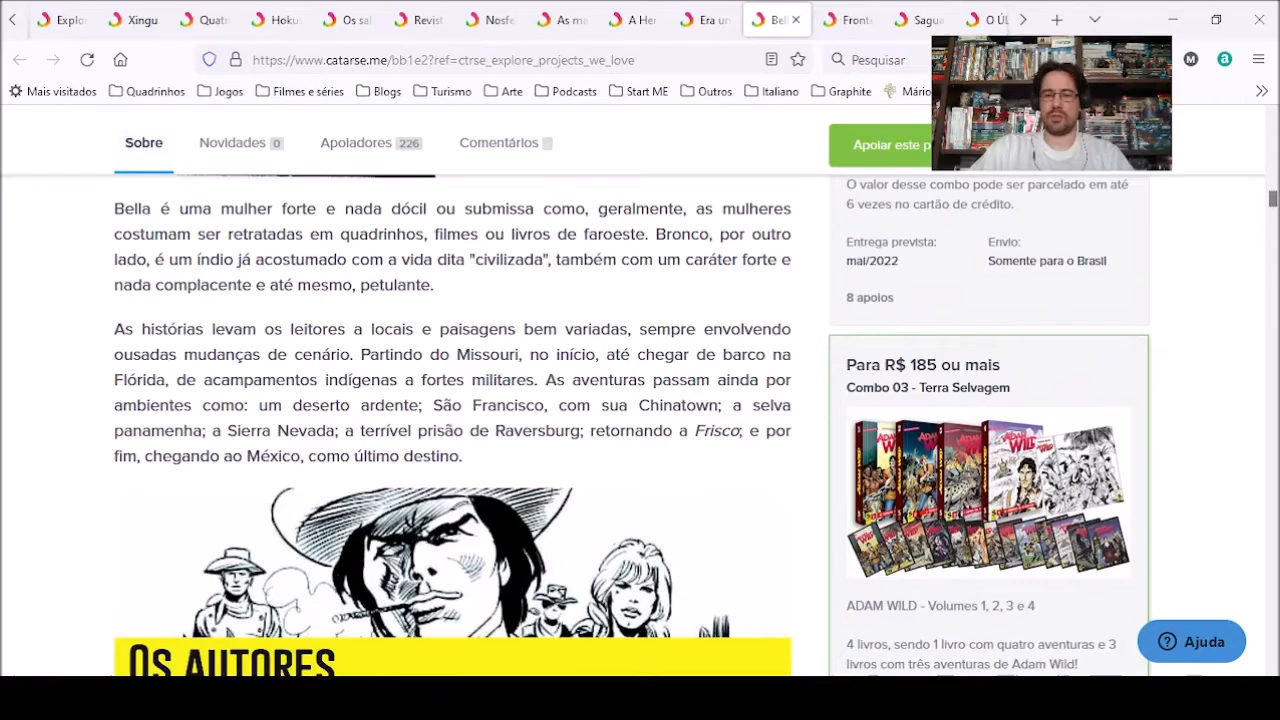 Explor
Xingu
Quatr
Hoku
Os sal
Revist
Nosfe
As ma
A Her
Era un
Bell
Fronte
Sagua
O ÚL
https://www.catarse.me/bb1e2?ref=ctrse_explore_projects_we_love
Pesquisar
M
a
Mais visitados
Quadrinhos
Jogos
Filmes e séries
Blogs
Turismo
Arte
Podcasts
Start ME
Outros
Italiano
Graphite
Mário
Sobre
Novidades 0
Apoiadores 226
Comentários
Bella é uma mulher forte e nada dócil ou submissa como, geralmente, as mulheres
costumam ser retratadas em quadrinhos, filmes ou livros de faroeste. Bronco, por outro
lado, é um índio já acostumado com a vida dita "civilizada", também com um caráter forte e
nada complacente e até mesmo, petulante.
As histórias levam os leitores a locais e paisagens bem variadas, sempre envolvendo
ousadas mudanças de cenário. Partindo do Missouri, no início, até chegar de barco na
Flórida, de acampamentos indígenas a fortes militares. As aventuras passam ainda por
ambientes como: um deserto ardente; São Francisco, com sua Chinatown; a selva
panamenha; a Sierra Nevada; a terrível prisão de Raversburg; retornando a Frisco; e por
fim, chegando ao México, como último destino.
OS AUTORES
Apoiar este p
O valor desse combo pode ser parcelado em até
6 vezes no cartão de crédito.
Entrega prevista:
mai/2022
Envio:
Somente para o Brasil
8 apoios
Para R$ 185 ou mais
Combo 03 - Terra Selvagem
ADAM WILD
ADAM WILD - Volumes 1, 2, 3 e 4
4 livros, sendo 1 livro com quatro aventuras e 3
livros com três aventuras de Adam Wild!
Ajuda